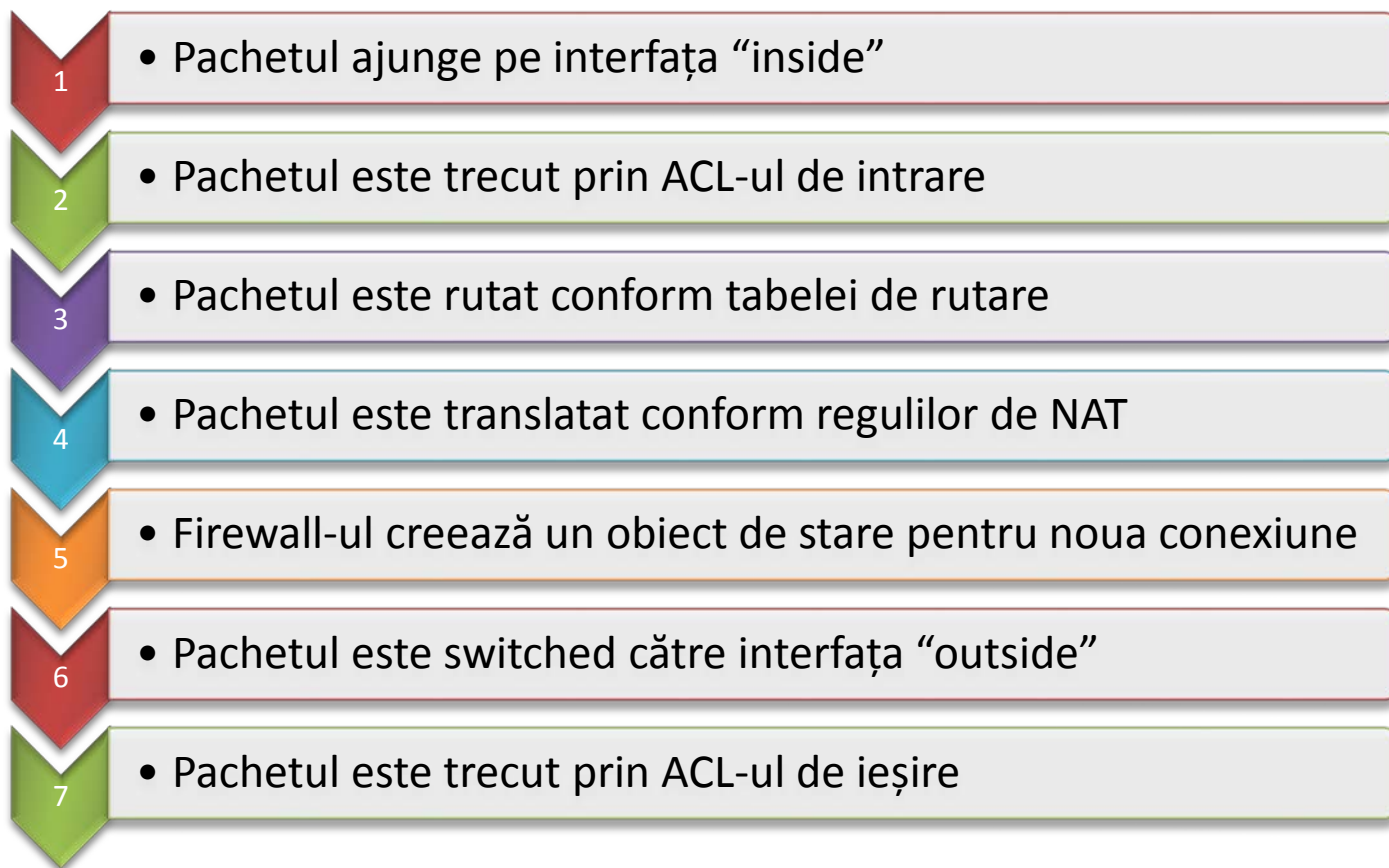 1 • Pachetul ajunge pe interfața “inside”
2 • Pachetul este trecut prin ACL-ul de intrare
3 • Pachetul este rutat conform tabelei de rutare
4 • Pachetul este translatat conform regulilor de NAT
5 • Firewall-ul creează un obiect de stare pentru noua conexiune
6 • Pachetul este switched către interfața “outside”
7 • Pachetul este trecut prin ACL-ul de ieșire